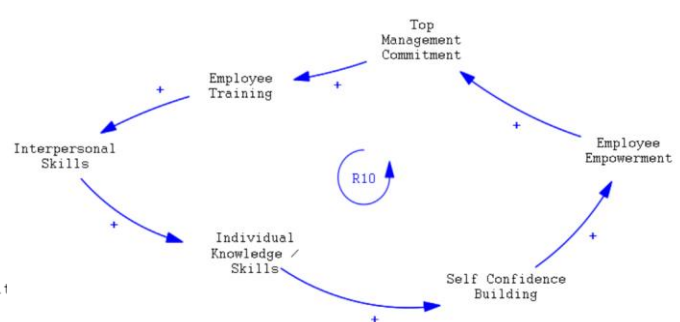 Top
Management
Commitment
+
Employee
Training
+
Interpersonal
Skills
+
Individual
Knowledge /
Skills
+
Self Confidence
Building
+
Employee
Empowerment
+
R10